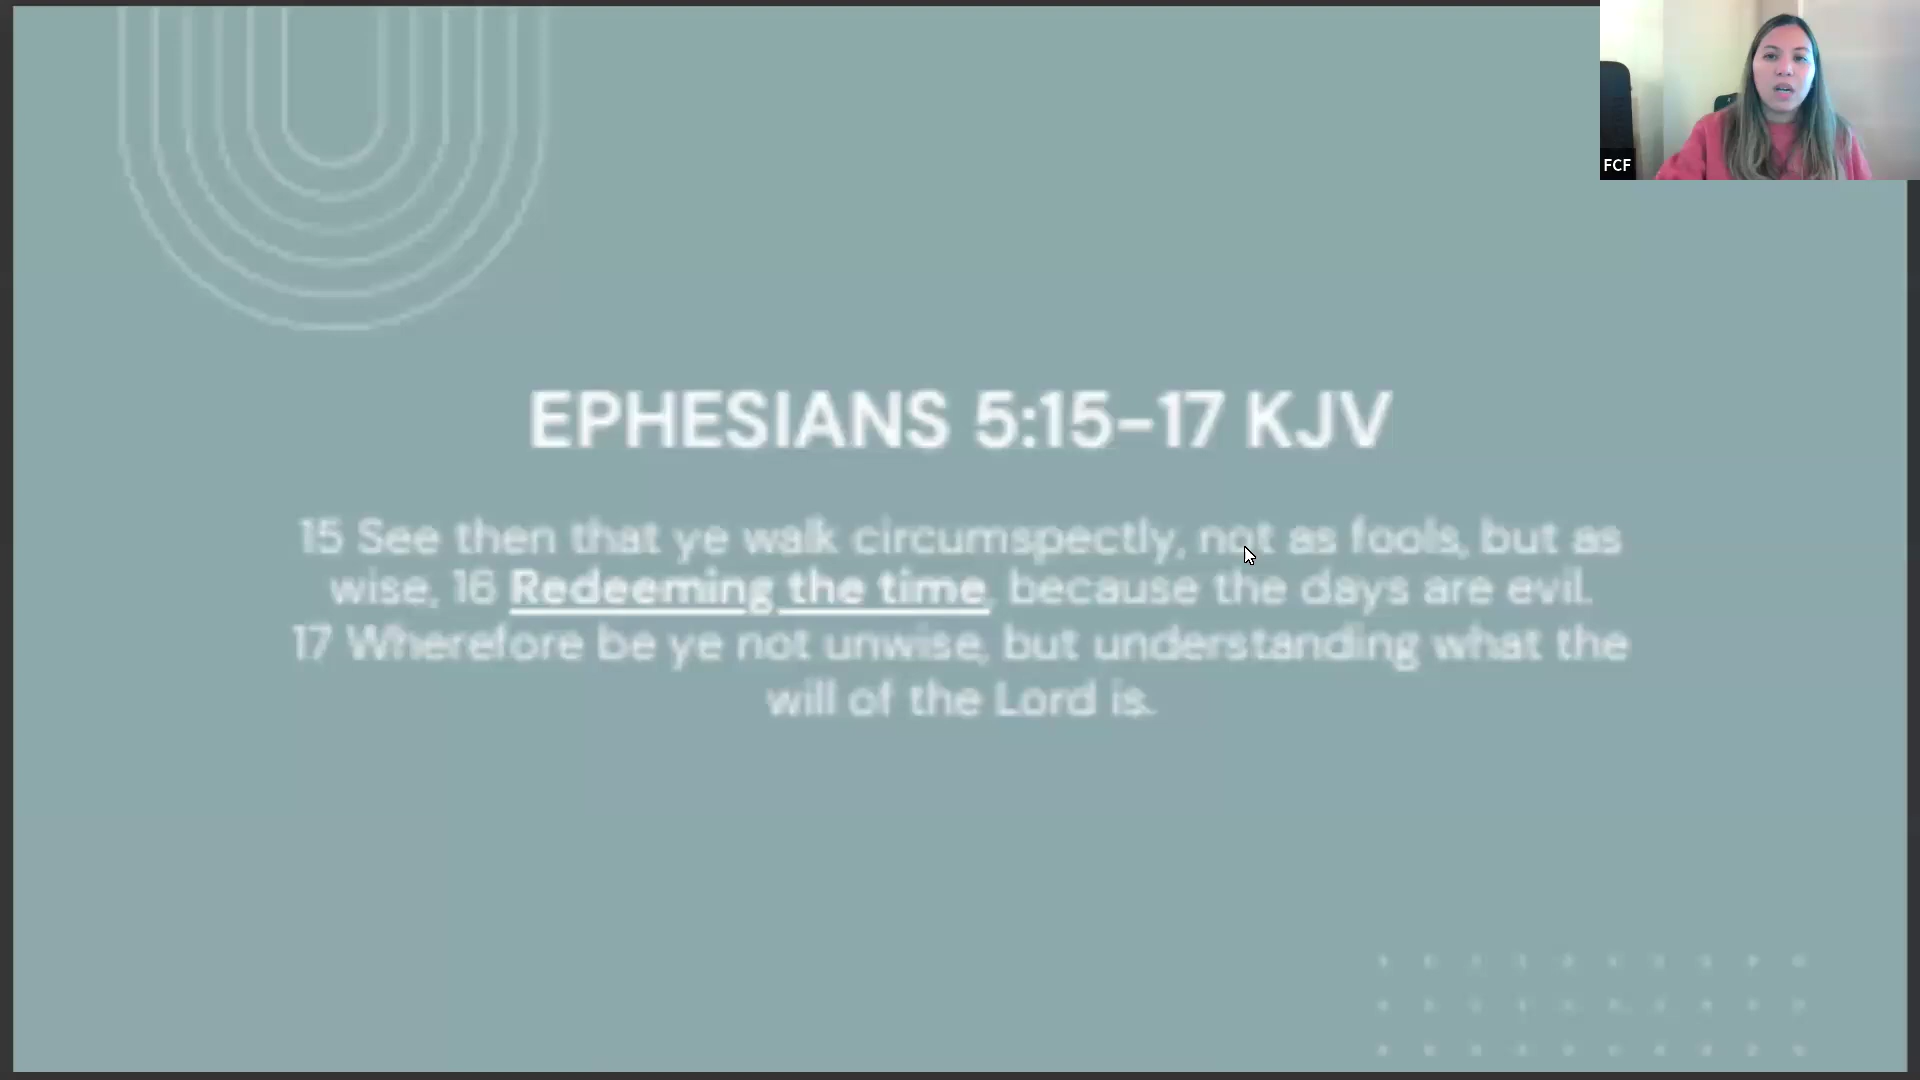 FCF
EPHESIANS 5:15–17 KJV
15 See then that ye walk circumspectly, not as fools, but as
wise, 16 Redeeming the time, because the days are evil.
17 Wherefore be ye not unwise, but understanding what the
will of the Lord is.